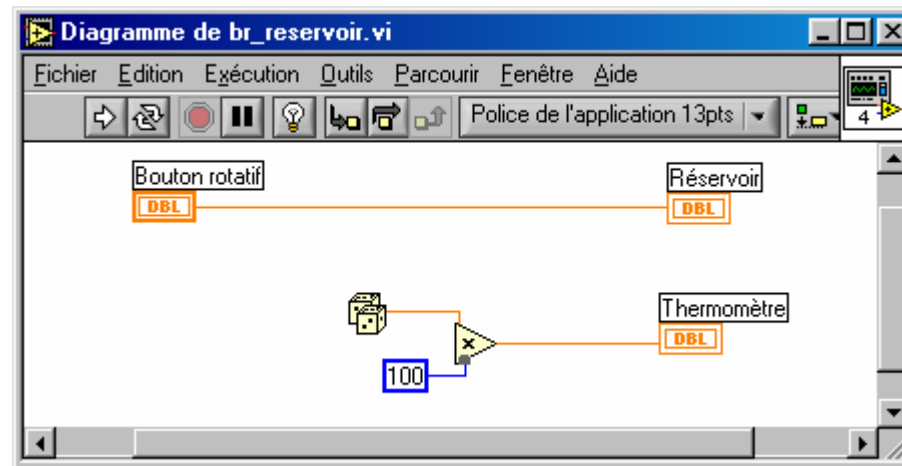 Diagramme de br_reservoir.vi
Fichier Edition Exécution Outils Parcourir Fenêtre Aide
Police de l'application 13pts
4
Bouton rotatif
DBL
Réservoir
DBL
Thermomètre
DBL
x
100